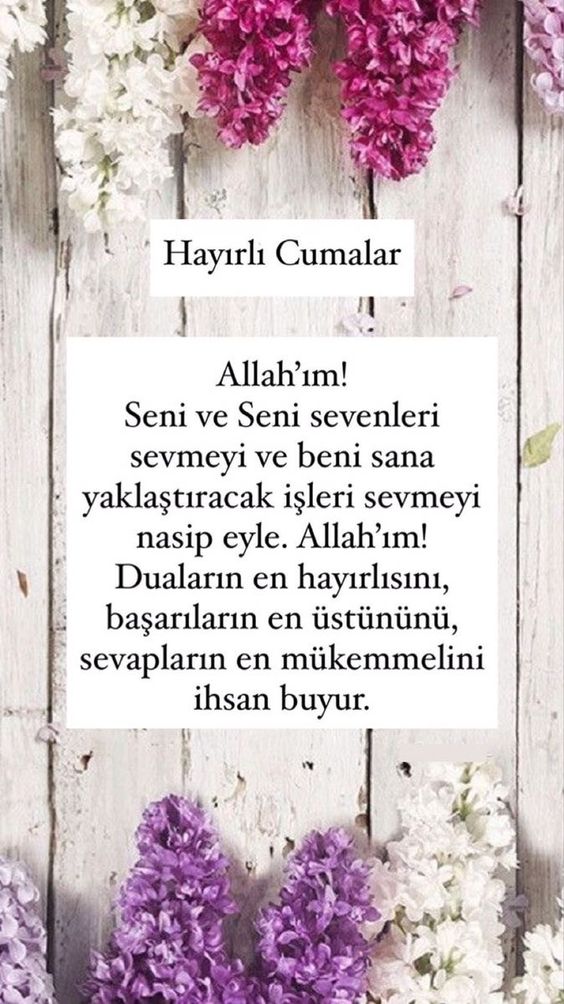 Hayırlı Cumalar
Allah’ım!
Seni ve Seni sevenleri
sevmeyi ve beni sana
yaklaştıracak işleri sevmeyi
nasip eyle. Allah’ım!
Duaların en hayırlısını,
başarıların en üstününü,
sevapların en mükemmelini
ihsan buyur.